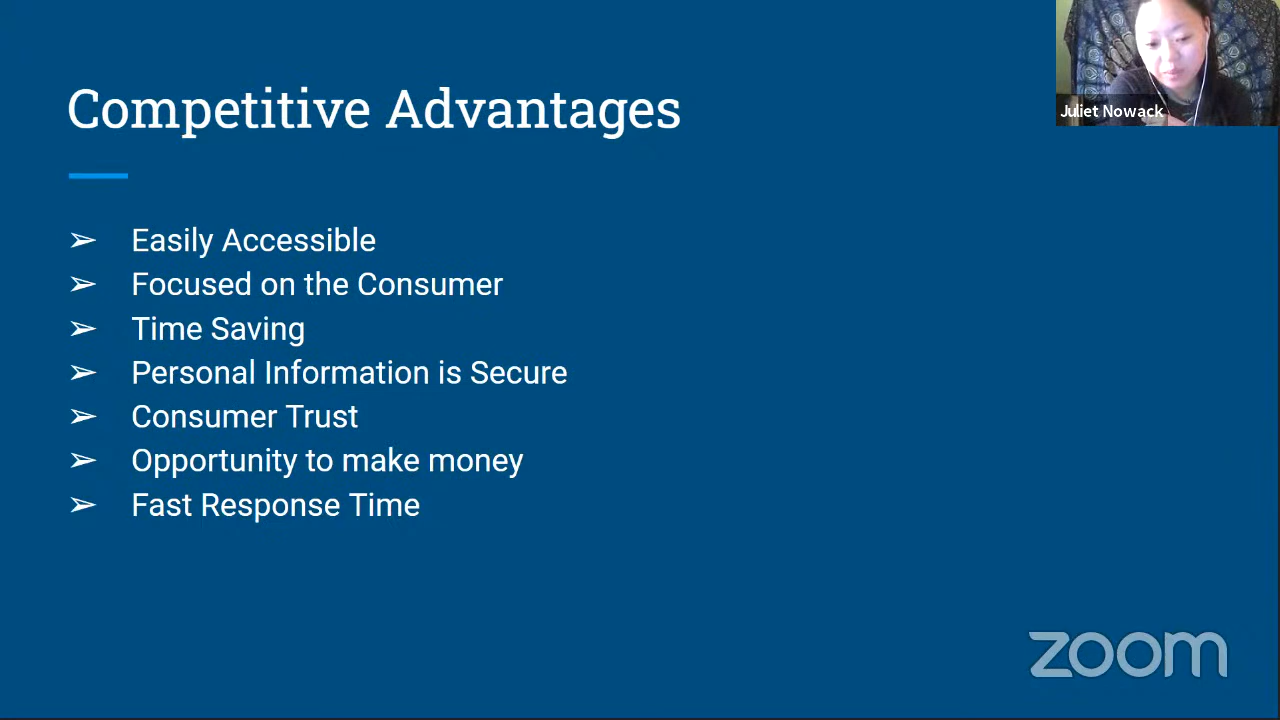 Competitive Advantages
Juliet Nowack
➢ Easily Accessible
➢ Focused on the Consumer
➢ Time Saving
➢ Personal Information is Secure
➢ Consumer Trust
➢ Opportunity to make money
➢ Fast Response Time
zoom